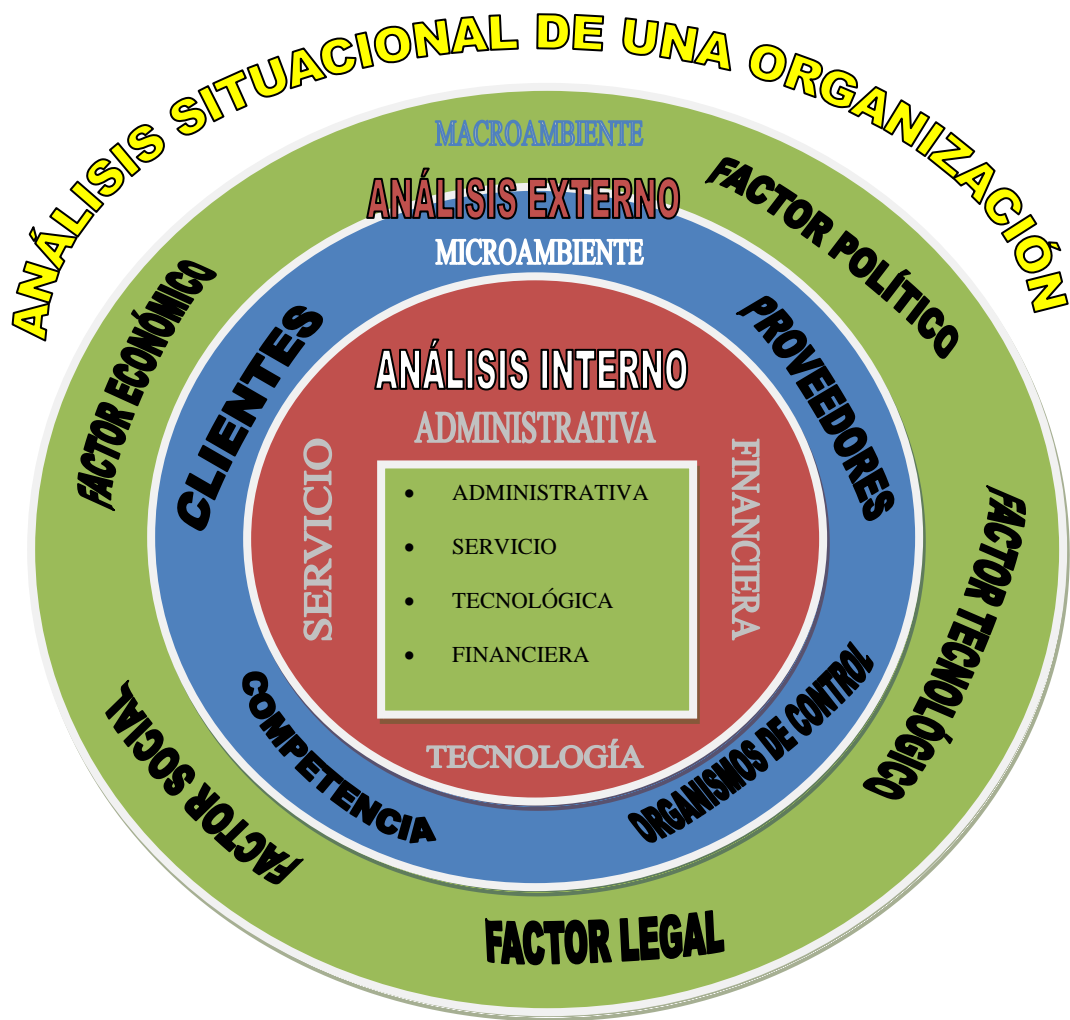 ANÁLISIS SITUACIONAL DE UNA ORGANIZACIÓN
MACROAMBIENTE
ANÁLISIS EXTERNO
MICROAMBIENTE
FACTOR POLÍTICO
FACTOR ECONÓMICO
CLIENTES
PROVEEDORES
ANÁLISIS INTERNO
ADMINISTRATIVA
SERVICIO
FINANCIERA
• ADMINISTRATIVA
• SERVICIO
• TECNOLÓGICA
• FINANCIERA
TECNOLOGÍA
FACTOR TECNOLÓGICO
COMPETENCIA
ORGANISMOS DE CONTROL
FACTOR SOCIAL
FACTOR LEGAL